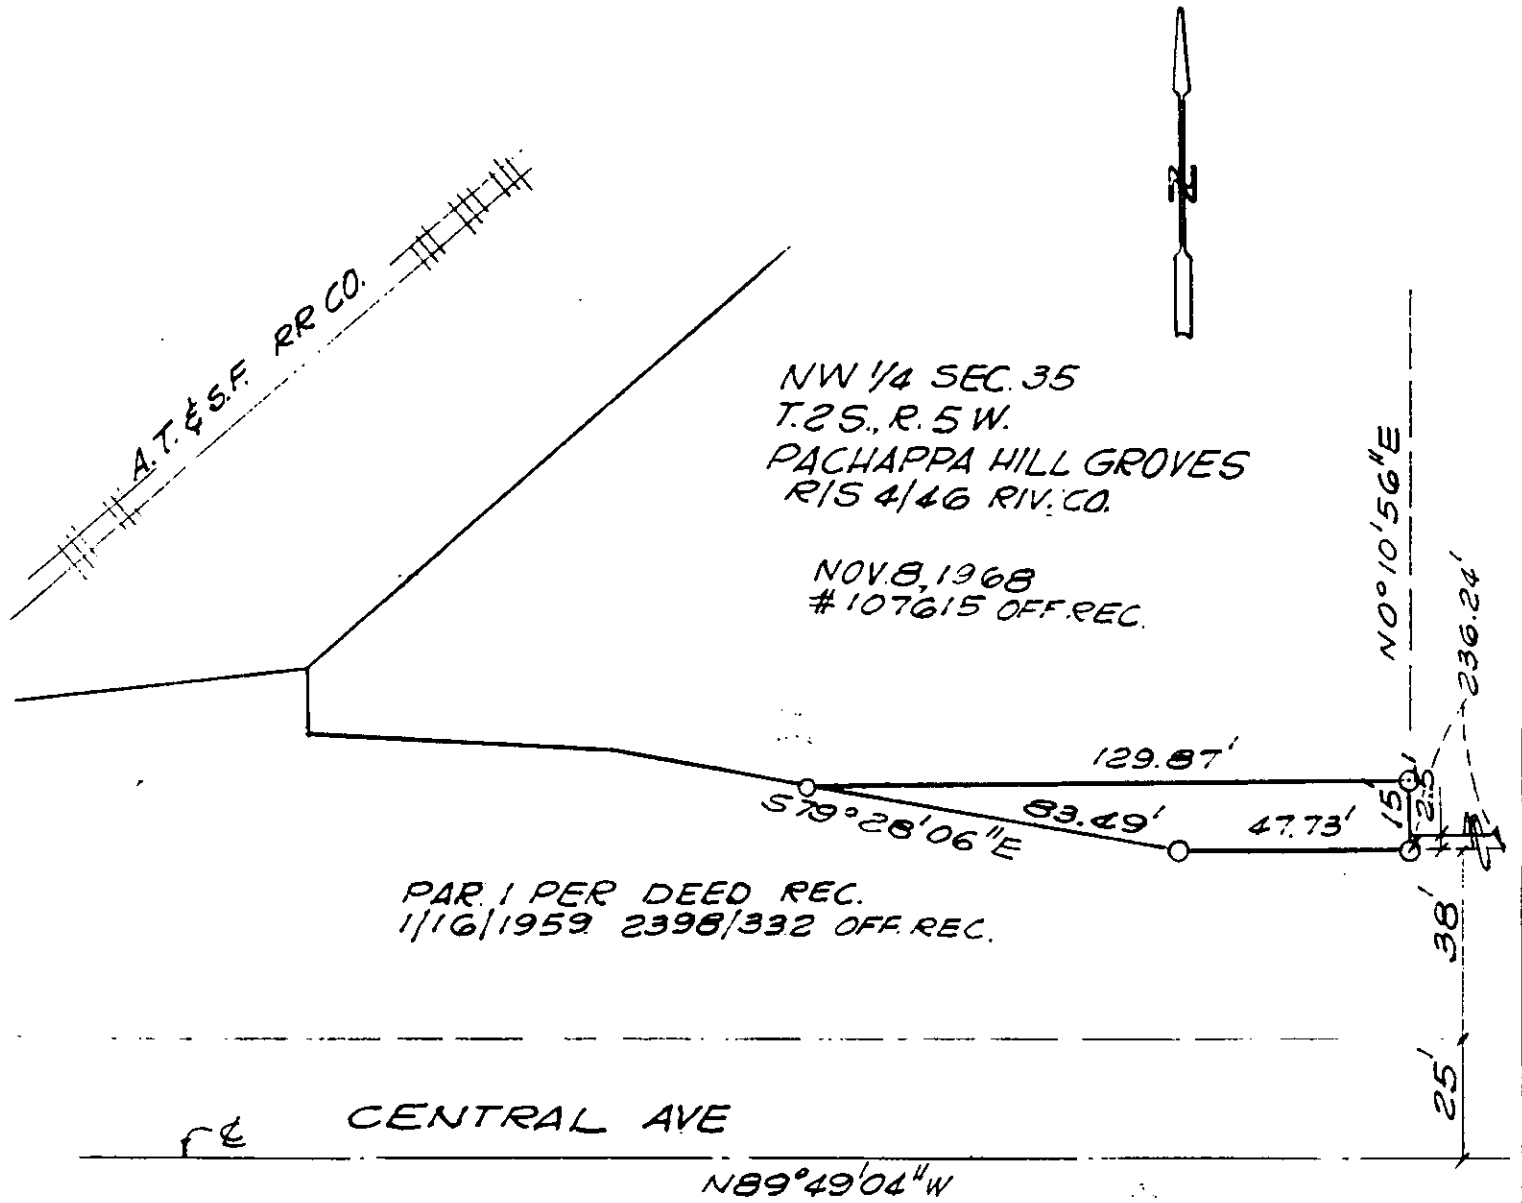 N
A.T. & S.F. RR CO.
NW 1/4 SEC. 35
T.2S., R.5W.
PACHAPPA HILL GROVES
R/S 4/46 RIV. CO.
NOV. 8, 1968
# 107615 OFF. REC.
N0°10'56"E
236.24'
129.87'
S79°28'06"E
83.49'
47.73'
15'
2.5'
PAR. 1 PER DEED REC.
1/16/1959 2398/332 OFF. REC.
38'
25'
CENTRAL AVE
N89°49'04"W